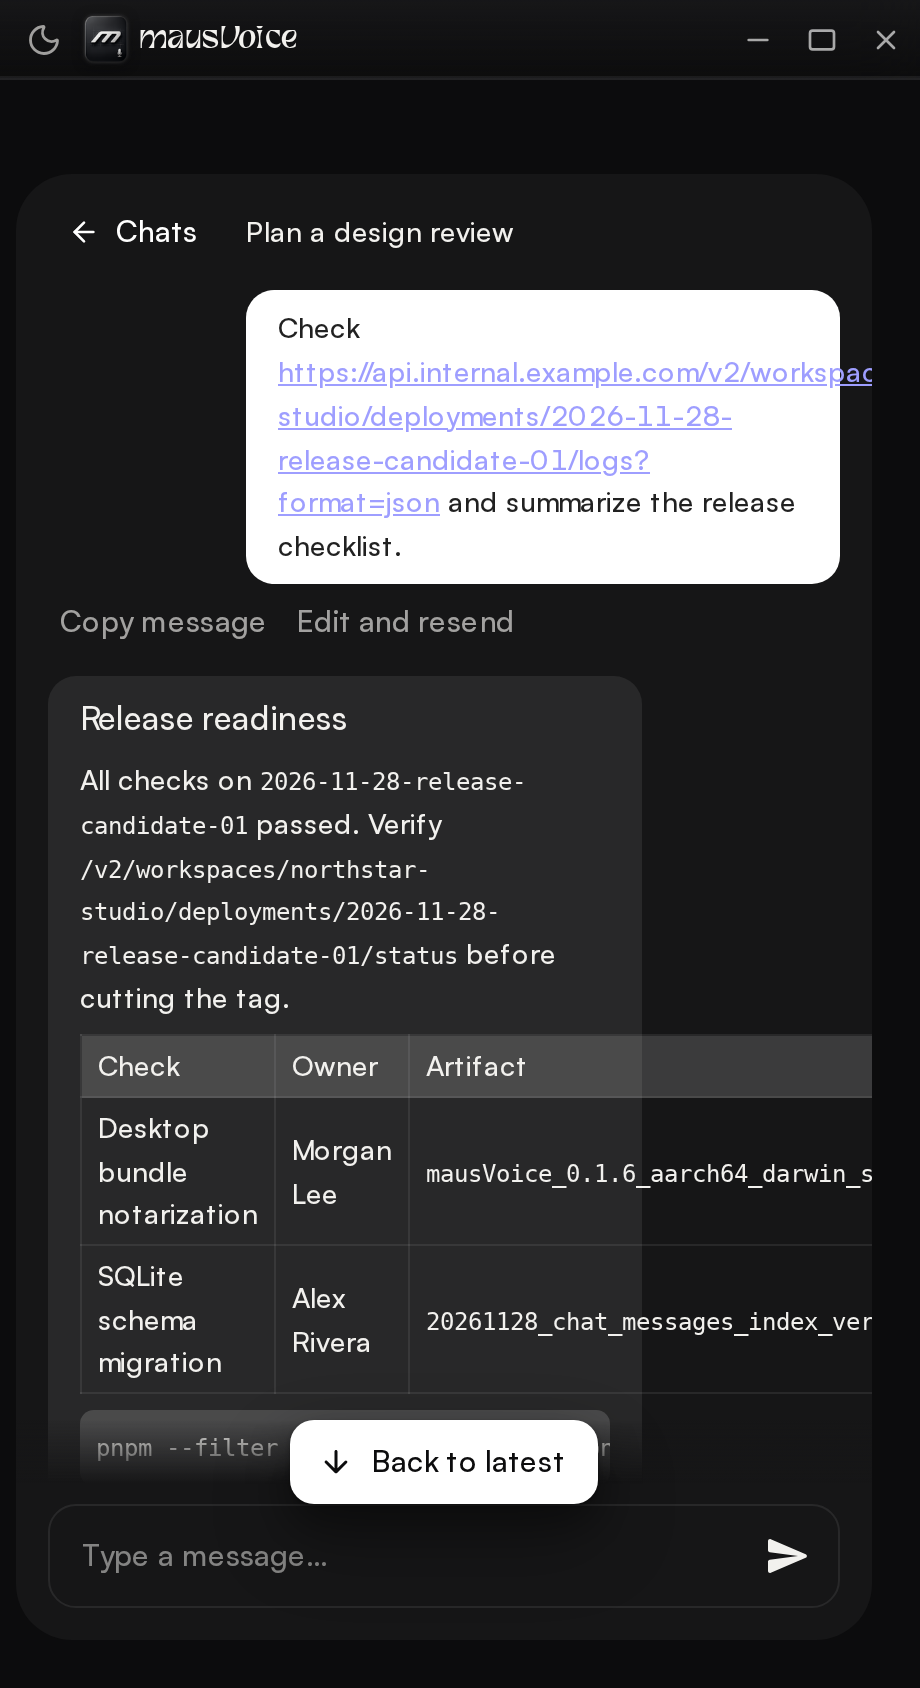 mausVoice
Chats
Plan a design review
Check
https://api.internal.example.com/v2/workspac
studio/deployments/2026-11-28-
release-candidate-01/logs?
format=json and summarize the release
checklist.
Copy message Edit and resend
Release readiness
All checks on 2026-11-28-release-
candidate-01 passed. Verify
/v2/workspaces/northstar-
studio/deployments/2026-11-28-
release-candidate-01/status before
cutting the tag.
Check Owner Artifact
Desktop
bundle
notarization
Morgan
Lee
mausVoice_0.1.6_aarch64_darwin_s
SQLite
schema
migration
Alex
Rivera
20261128_chat_messages_index_ver
pnpm --filter
Back to latest
Type a message...